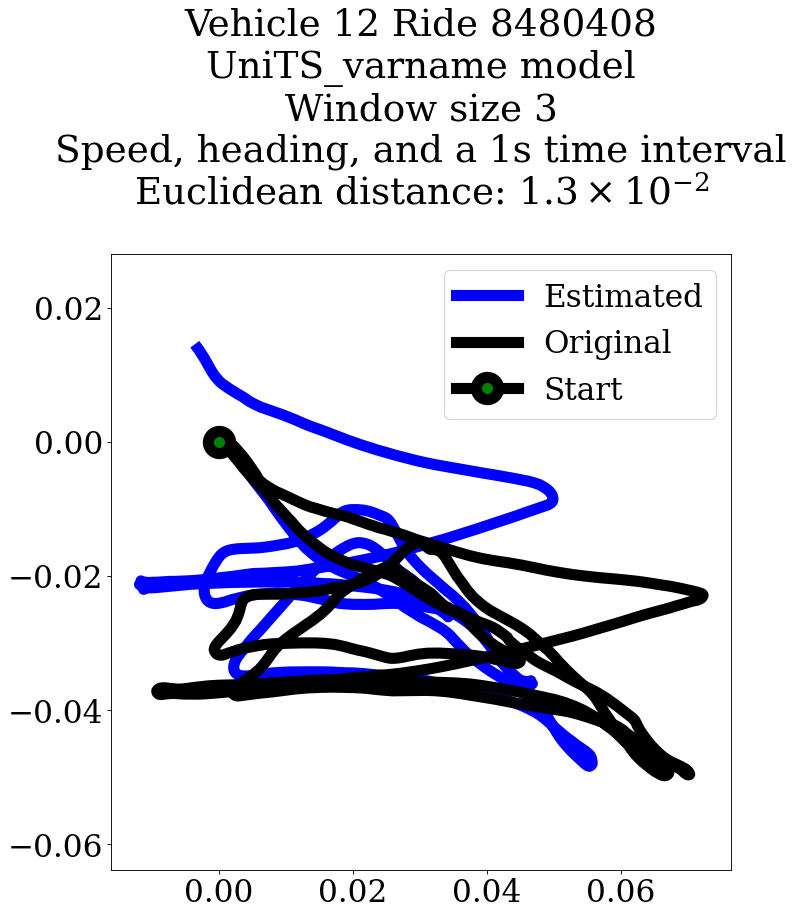 Vehicle 12 Ride 8480408
UniTS_varname model
Window size 3
Speed, heading, and a 1s time interval
Euclidean distance: 1.3 × 10⁻²
Estimated
Original
Start
0.02
0.00
−0.02
−0.04
−0.06
0.00 0.02 0.04 0.06